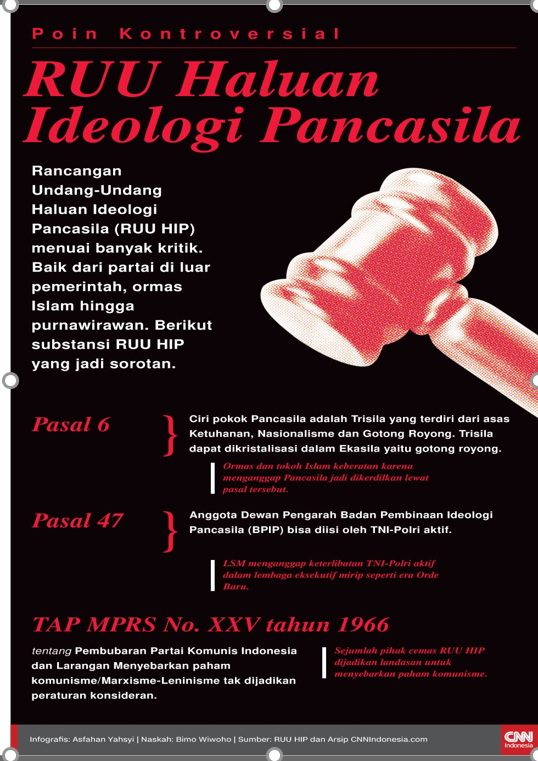 Poin Kontroversial
RUU Haluan
Ideologi Pancasila
Rancangan
Undang-Undang
Haluan Ideologi
Pancasila (RUU HIP)
menuai banyak kritik.
Baik dari partai di luar
pemerintah, ormas
Islam hingga
purnawirawan. Berikut
substansi RUU HIP
yang jadi sorotan.
Pasal 6
}
Ciri pokok Pancasila adalah Trisila yang terdiri dari asas
Ketuhanan, Nasionalisme dan Gotong Royong. Trisila
dapat dikristalisasi dalam Ekasila yaitu gotong royong.
Ormas dan tokoh Islam keberatan karena
menganggap Pancasila jadi dikerdilkan lewat
pasal tersebut.
Pasal 47
}
Anggota Dewan Pengarah Badan Pembinaan Ideologi
Pancasila (BPIP) bisa diisi oleh TNI-Polri aktif.
LSM menganggap keterlibatan TNI-Polri aktif
dalam lembaga eksekutif mirip seperti era Orde
Baru.
TAP MPRS No. XXV tahun 1966
tentang Pembubaran Partai Komunis Indonesia
dan Larangan Menyebarkan paham
komunisme/Marxisme-Leninisme tak dijadikan
peraturan konsideran.
Sejumlah pihak cemas RUU HIP
dijadikan landasan untuk
menyebarkan paham komunisme.
Infografis: Asfahan Yahsyi | Naskah: Bimo Wiwoho | Sumber: RUU HIP dan Arsip CNNIndonesia.com
CNN
Indonesia